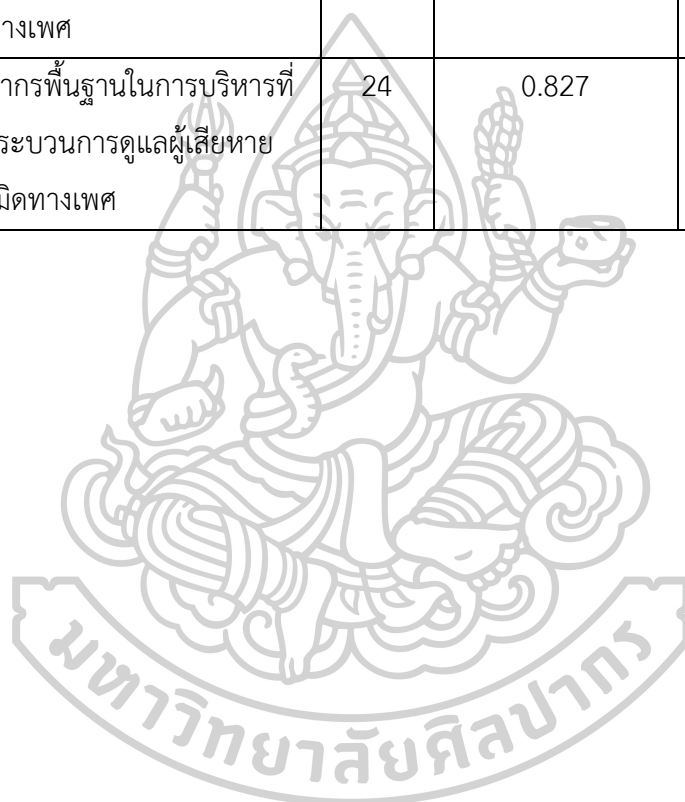 างเพศ
ากรพื้นฐานในการบริหารที่ 24 0.827
ระบวนการดูแลผู้เสียหาย
มิดทางเพศ
มหาวิทยาลัยศิลปากร